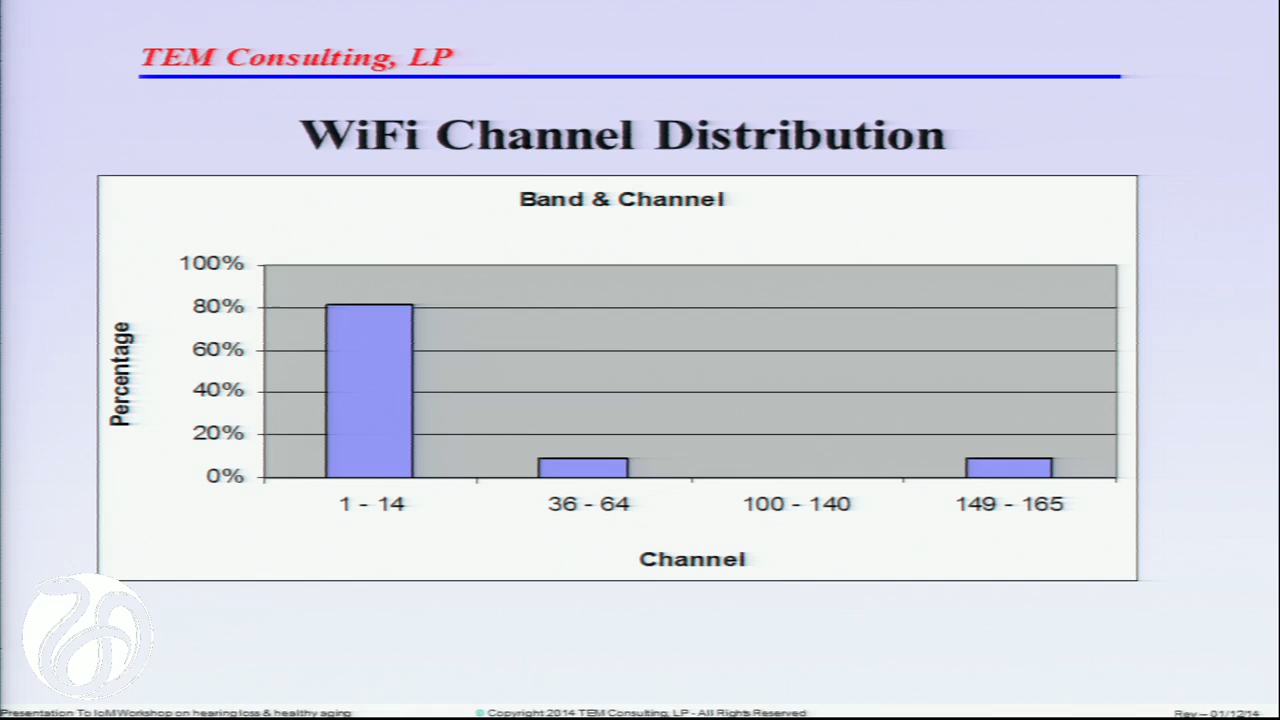 TEM Consulting, LP
WiFi Channel Distribution
Band & Channel
100%
80%
60%
40%
20%
0%
Percentage
1 - 14
36 - 64
100 - 140
149 - 165
Channel
Presentation To IoM Workshop on hearing loss & healthy aging
© Copyright 2014 TEM Consulting, LP - All Rights Reserved
Rev – 01/12/14